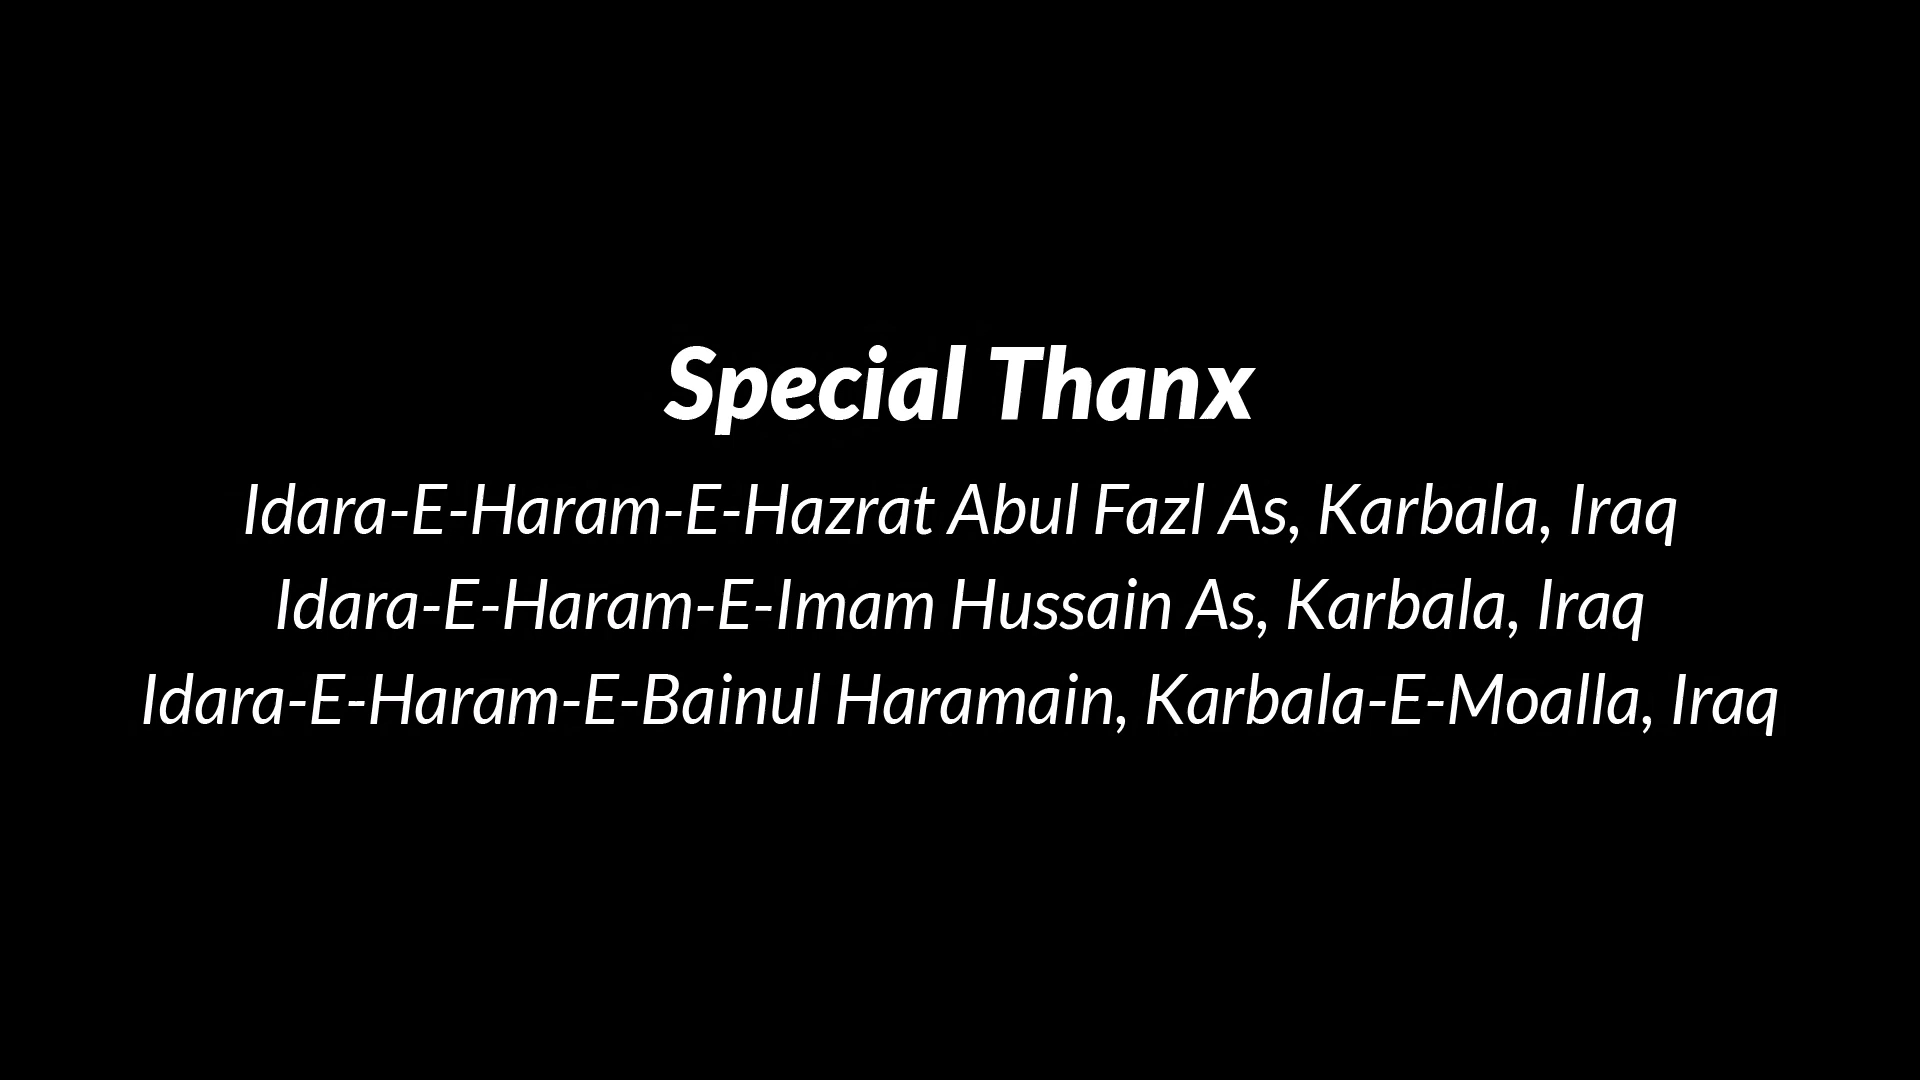 Special Thanx
Idara-E-Haram-E-Hazrat Abul Fazl As, Karbala, Iraq
Idara-E-Haram-E-Imam Hussain As, Karbala, Iraq
Idara-E-Haram-E-Bainul Haramain, Karbala-E-Moalla, Iraq